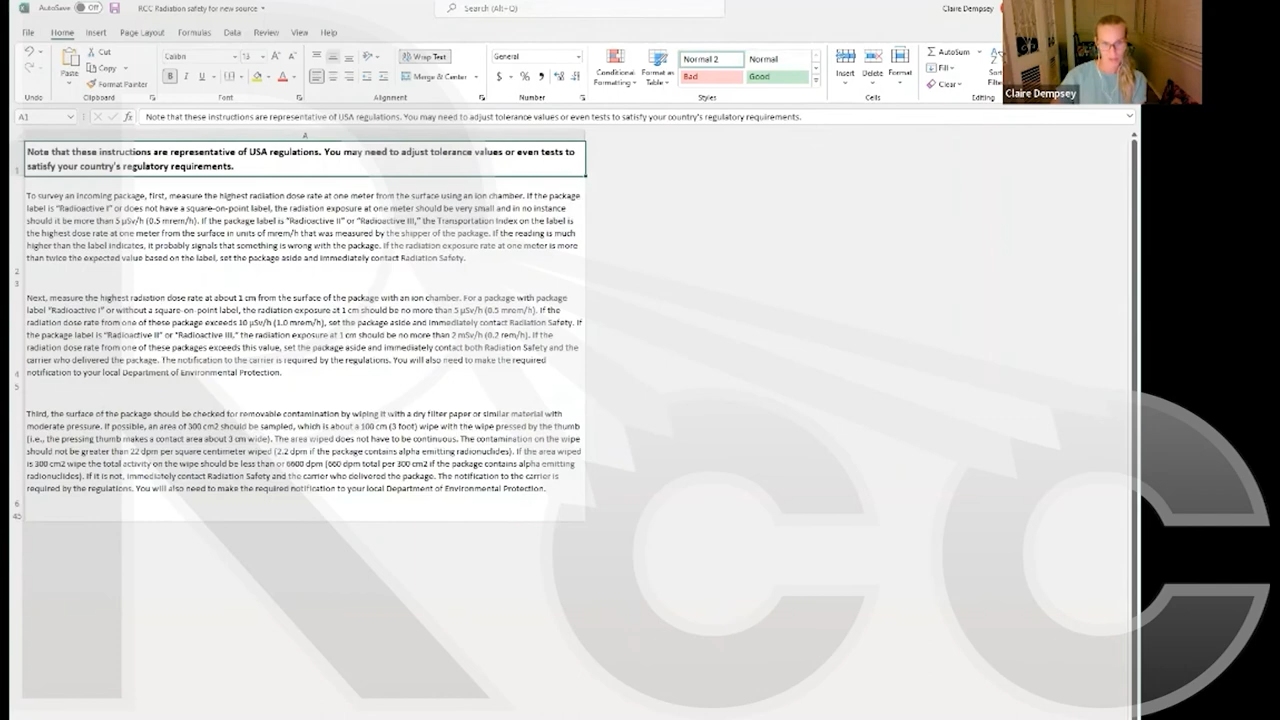 AutoSave Off RCC Radiation safety for new source Search (Alt+Q) Claire Dempsey
File Home Insert Page Layout Formulas Data Review View Help
Cut Calibri 13 Wrap Text General Normal 2 Normal AutoSum
Paste Copy Conditional Format as Insert Delete Format Fill Sort
Format Painter B I U Merge & Center $ % Formatting Table Bad Good Clear Filter
Undo Clipboard Font Alignment Number Styles Cells Editing
Claire Dempsey
A1 fx Note that these instructions are representative of USA regulations. You may need to adjust tolerance values or even tests to satisfy your country's regulatory requirements.
A
Note that these instructions are representative of USA regulations. You may need to adjust tolerance values or even tests to
1 satisfy your country's regulatory requirements.
To survey an incoming package, first, measure the highest radiation dose rate at one meter from the surface using an ion chamber. If the package
label is "Radioactive I" or does not have a square-on-point label, the radiation exposure at one meter should be very small and in no instance
should it be more than 5 µSv/h (0.5 mrem/h). If the package label is "Radioactive II" or "Radioactive III," the Transportation Index on the label is
the highest dose rate at one meter from the surface in units of mrem/h that was measured by the shipper of the package. If the reading is much
higher than the label indicates, it probably signals that something is wrong with the package. If the radiation exposure rate at one meter is more
than twice the expected value based on the label, set the package aside and immediately contact Radiation Safety.
2
3
Next, measure the highest radiation dose rate at about 1 cm from the surface of the package with an ion chamber. For a package with package
label "Radioactive I" or without a square-on-point label, the radiation exposure at 1 cm should be no more than 5 µSv/h (0.5 mrem/h). If the
radiation dose rate from one of these package exceeds 10 µSv/h (1.0 mrem/h), set the package aside and immediately contact Radiation Safety. If
the package label is "Radioactive II" or "Radioactive III," the radiation exposure at 1 cm should be no more than 2 mSv/h (0.2 rem/h). If the
radiation dose rate from one of these packages exceeds this value, set the package aside and immediately contact both Radiation Safety and the
carrier who delivered the package. The notification to the carrier is required by the regulations. You will also need to make the required
4 notification to your local Department of Environmental Protection.
5
Third, the surface of the package should be checked for removable contamination by wiping it with a dry filter paper or similar material with
moderate pressure. If possible, an area of 300 cm2 should be sampled, which is about a 100 cm (3 foot) wipe with the wipe pressed by the thumb
(i.e., the pressing thumb makes a contact area about 3 cm wide). The area wiped does not have to be continuous. The contamination on the wipe
should not be greater than 22 dpm per square centimeter wiped (2.2 dpm if the package contains alpha emitting radionuclides). If the area wiped
is 300 cm2 wipe the total activity on the wipe should be less than or 6600 dpm (660 dpm total per 300 cm2 if the package contains alpha emitting
radionuclides). If it is not, immediately contact Radiation Safety and the carrier who delivered the package. The notification to the carrier is
required by the regulations. You will also need to make the required notification to your local Department of Environmental Protection.
6
45
RCC